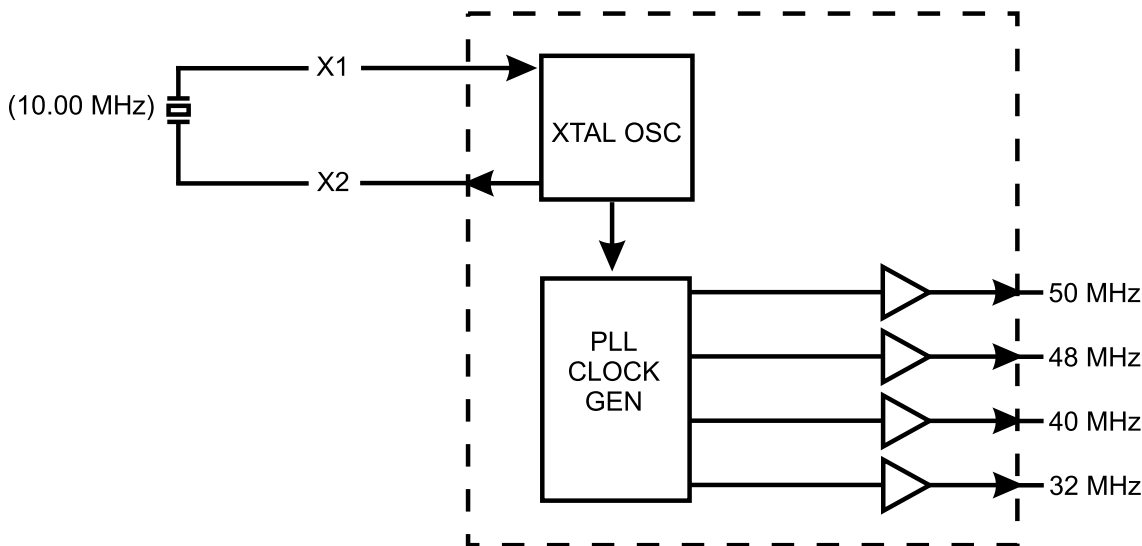 X1
(10.00 MHz)
XTAL OSC
X2
PLL
CLOCK
GEN
50 MHz
48 MHz
40 MHz
32 MHz